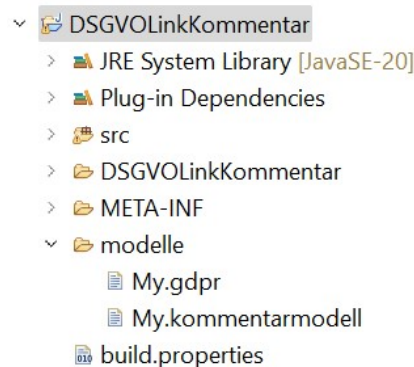 DSGVOLinkKommentar
JRE System Library [JavaSE-20]
Plug-in Dependencies
src
DSGVOLinkKommentar
META-INF
modelle
My.gdpr
My.kommentarmodell
build.properties